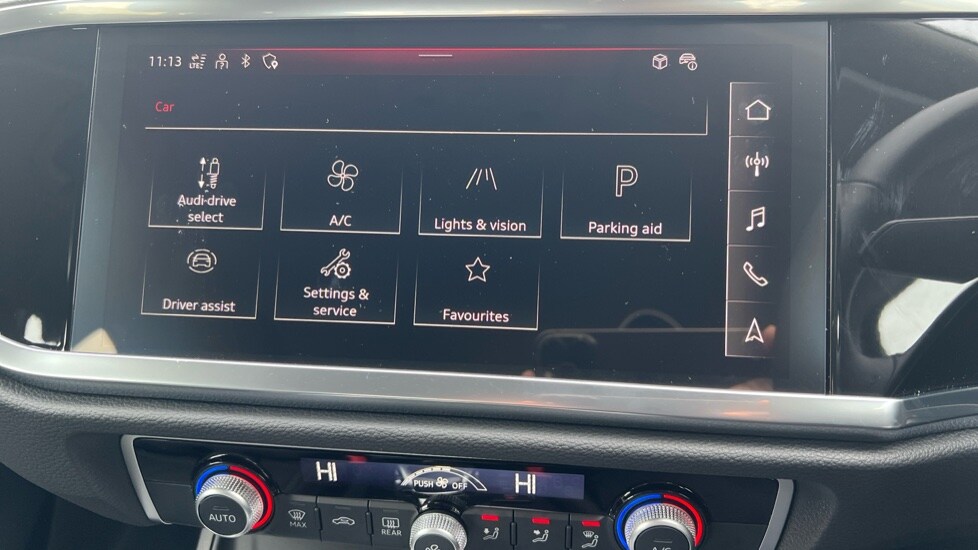 11:13 LTE
Car
Audi drive
select
A/C
Lights & vision
P
Parking aid
Driver assist
Settings &
service
Favourites
HI PUSH OFF HI
AUTO MAX REAR A/C